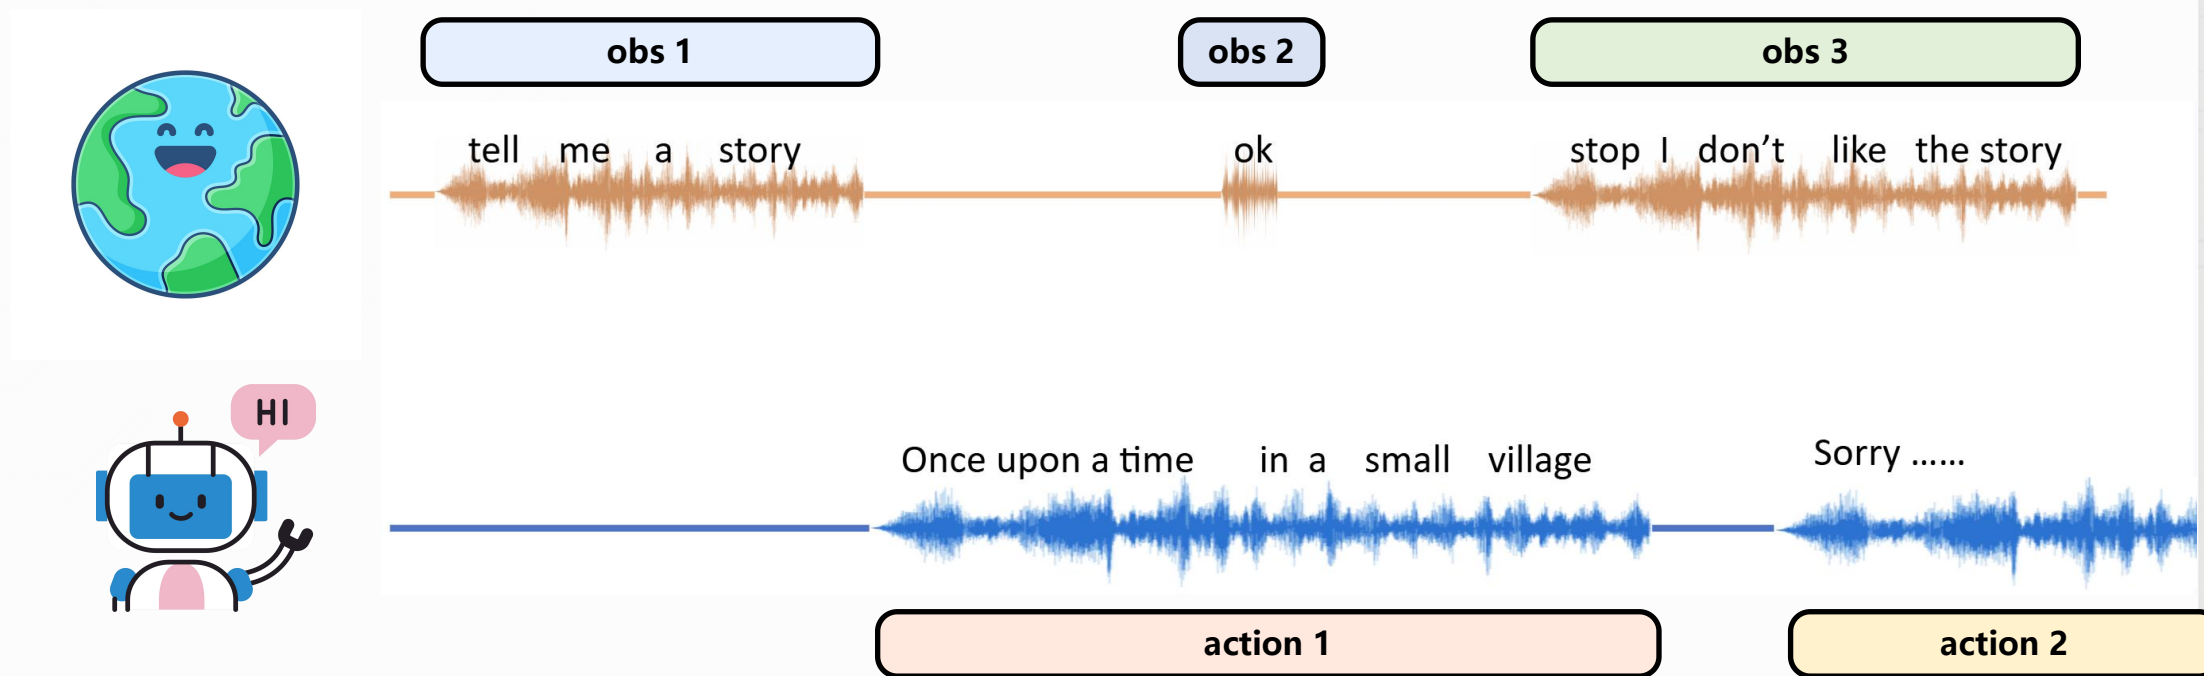 obs 1 obs 2 obs 3
tell me a story ok stop I don’t like the story
HI
Once upon a time in a small village Sorry ......
action 1 action 2